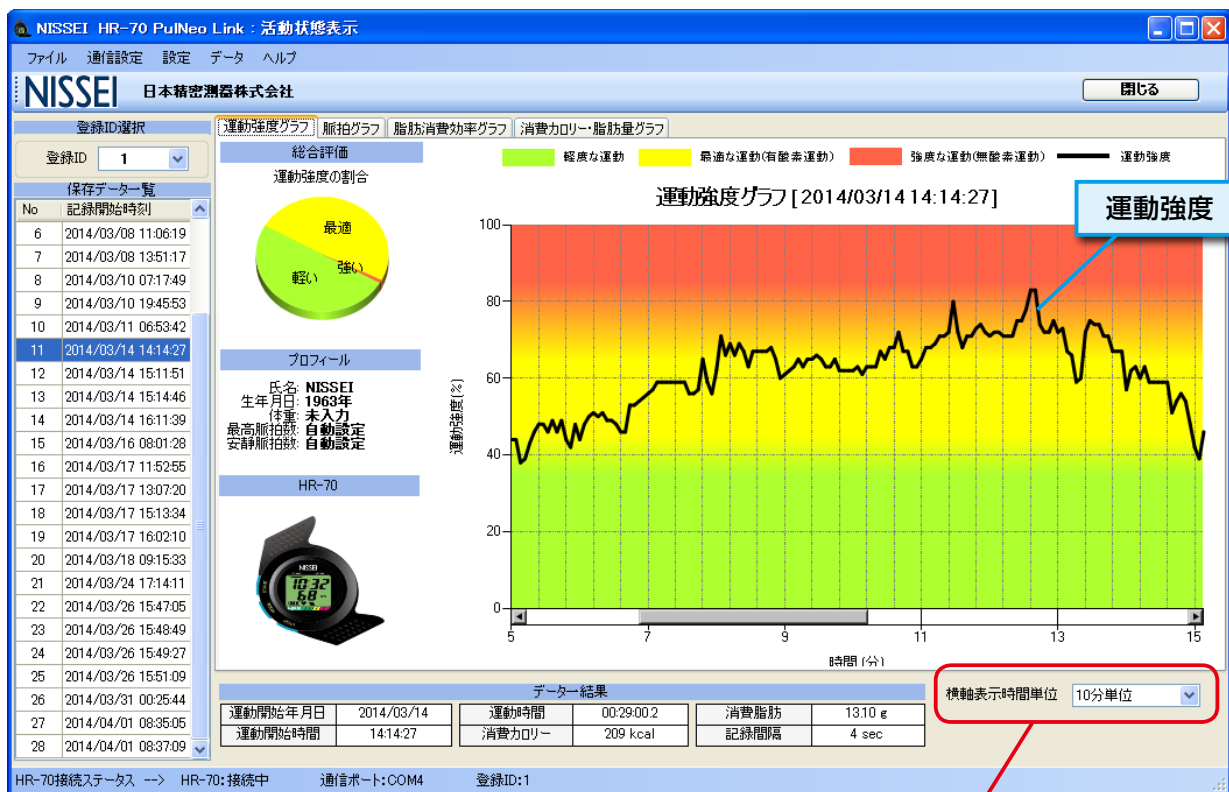 NISSEI HR-70 PulNeo Link : 活動状態表示
ファイル 通信設定 設定 データ ヘルプ
NISSEI 日本精密測器株式会社 閉じる
登録ID選択
登録ID 1
保存データ一覧
No 記録開始時刻
6 2014/03/08 11:06:19
7 2014/03/08 13:51:17
8 2014/03/10 07:17:49
9 2014/03/10 19:45:53
10 2014/03/11 06:53:42
11 2014/03/14 14:14:27
12 2014/03/14 15:11:51
13 2014/03/14 15:14:46
14 2014/03/14 16:11:39
15 2014/03/16 08:01:28
16 2014/03/17 11:52:55
17 2014/03/17 13:07:20
18 2014/03/17 15:13:34
19 2014/03/17 16:02:10
20 2014/03/18 09:15:33
21 2014/03/24 17:14:11
22 2014/03/26 15:47:05
23 2014/03/26 15:48:49
24 2014/03/26 15:49:27
25 2014/03/26 15:51:09
26 2014/03/31 00:25:44
27 2014/04/01 08:35:05
28 2014/04/01 08:37:09
運動強度グラフ 脈拍グラフ 脂肪消費効率グラフ 消費カロリー・脂肪量グラフ
総合評価
運動強度の割合
最適
強い
軽い
プロフィール
氏名: NISSEI
生年月日: 1963年
体重: 未入力
最高脈拍数: 自動設定
安静脈拍数: 自動設定
HR-70
NISSEI
10:32
68
軽度な運動 最適な運動(有酸素運動) 強度な運動(無酸素運動) 運動強度
運動強度グラフ [ 2014/03/14 14:14:27]
運動強度
運動強度(%)
100
80
60
40
20
0
5 7 9 11 13 15
時間 (分)
データー結果
運動開始年月日 2014/03/14 運動時間 00:29:00.2 消費脂肪 13.10 g
運動開始時間 14:14:27 消費カロリー 209 kcal 記録間隔 4 sec
横軸表示時間単位 10分単位
HR-70接続ステータス --> HR-70:接続中 通信ポート:COM4 登録ID:1